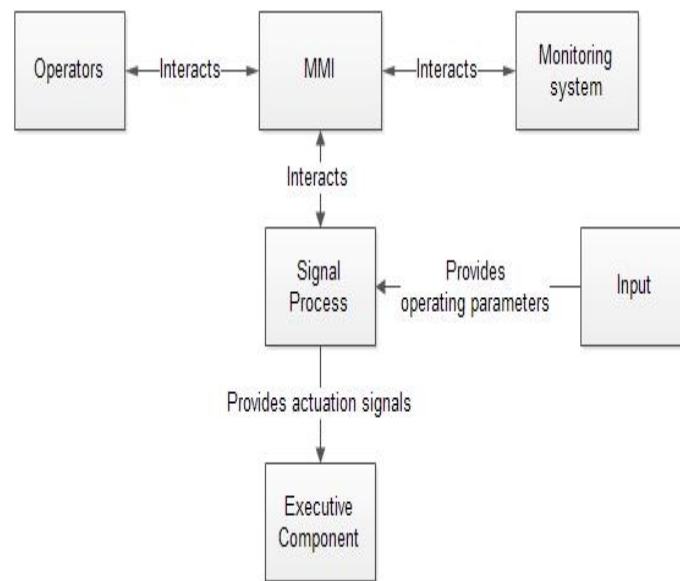 Operators
Interacts
MMI
Interacts
Monitoring
system
Interacts
Signal
Process
Provides
operating parameters
Input
Provides actuation signals
Executive
Component